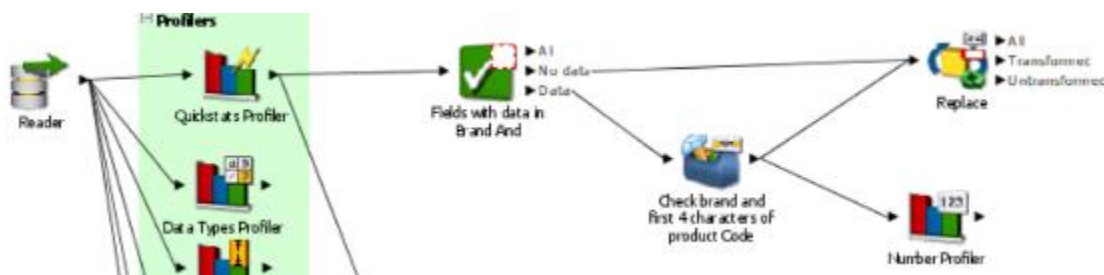 Profilers
Reader
Quickstats Profiler
Data Types Profiler
All
No data
Data
Fields with data in
Brand And
Check brand and
first 4 characters of
product Code
All
Transformed
Untransformed
Replace
123
Number Profiler